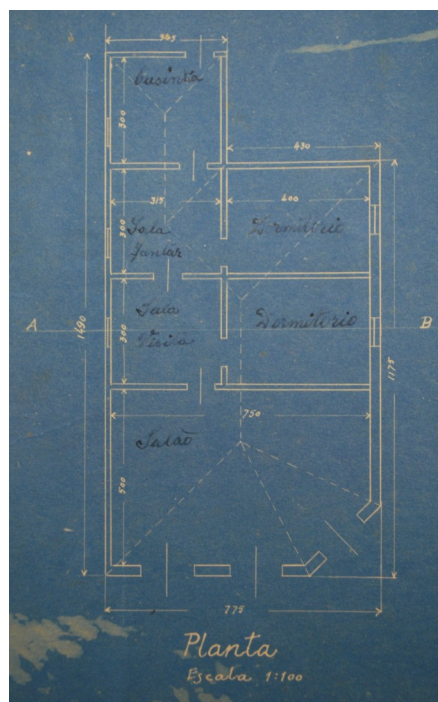 345
Cusinha
300
430
315
400
300
Sala
Jantar
Dormitorio
A
B
1490
300
Sala
Visita
Dormitorio
1175
750
Salão
500
775
Planta
Escala 1:100